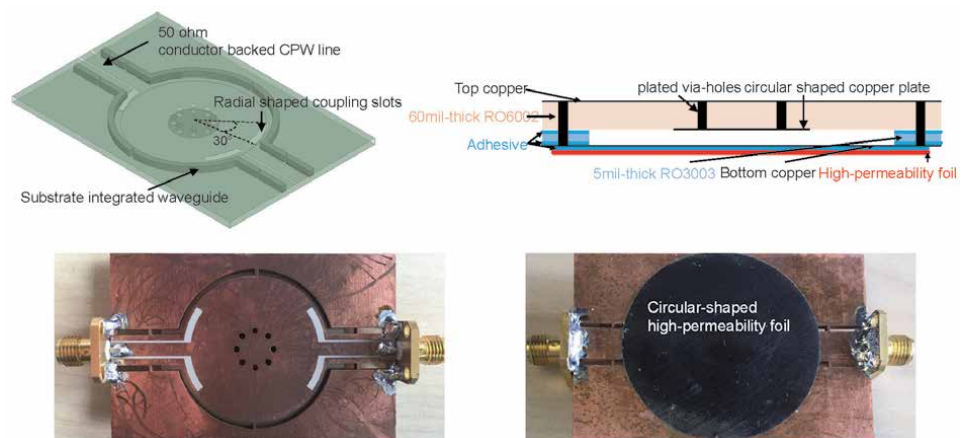 50 ohm
conductor backed CPW line
Radial shaped coupling slots
30°
Substrate integrated waveguide
Top copper
plated via-holes circular shaped copper plate
60mil-thick RO6002
Adhesive
5mil-thick RO3003 Bottom copper High-permeability foil
Circular-shaped
high-permeability foil